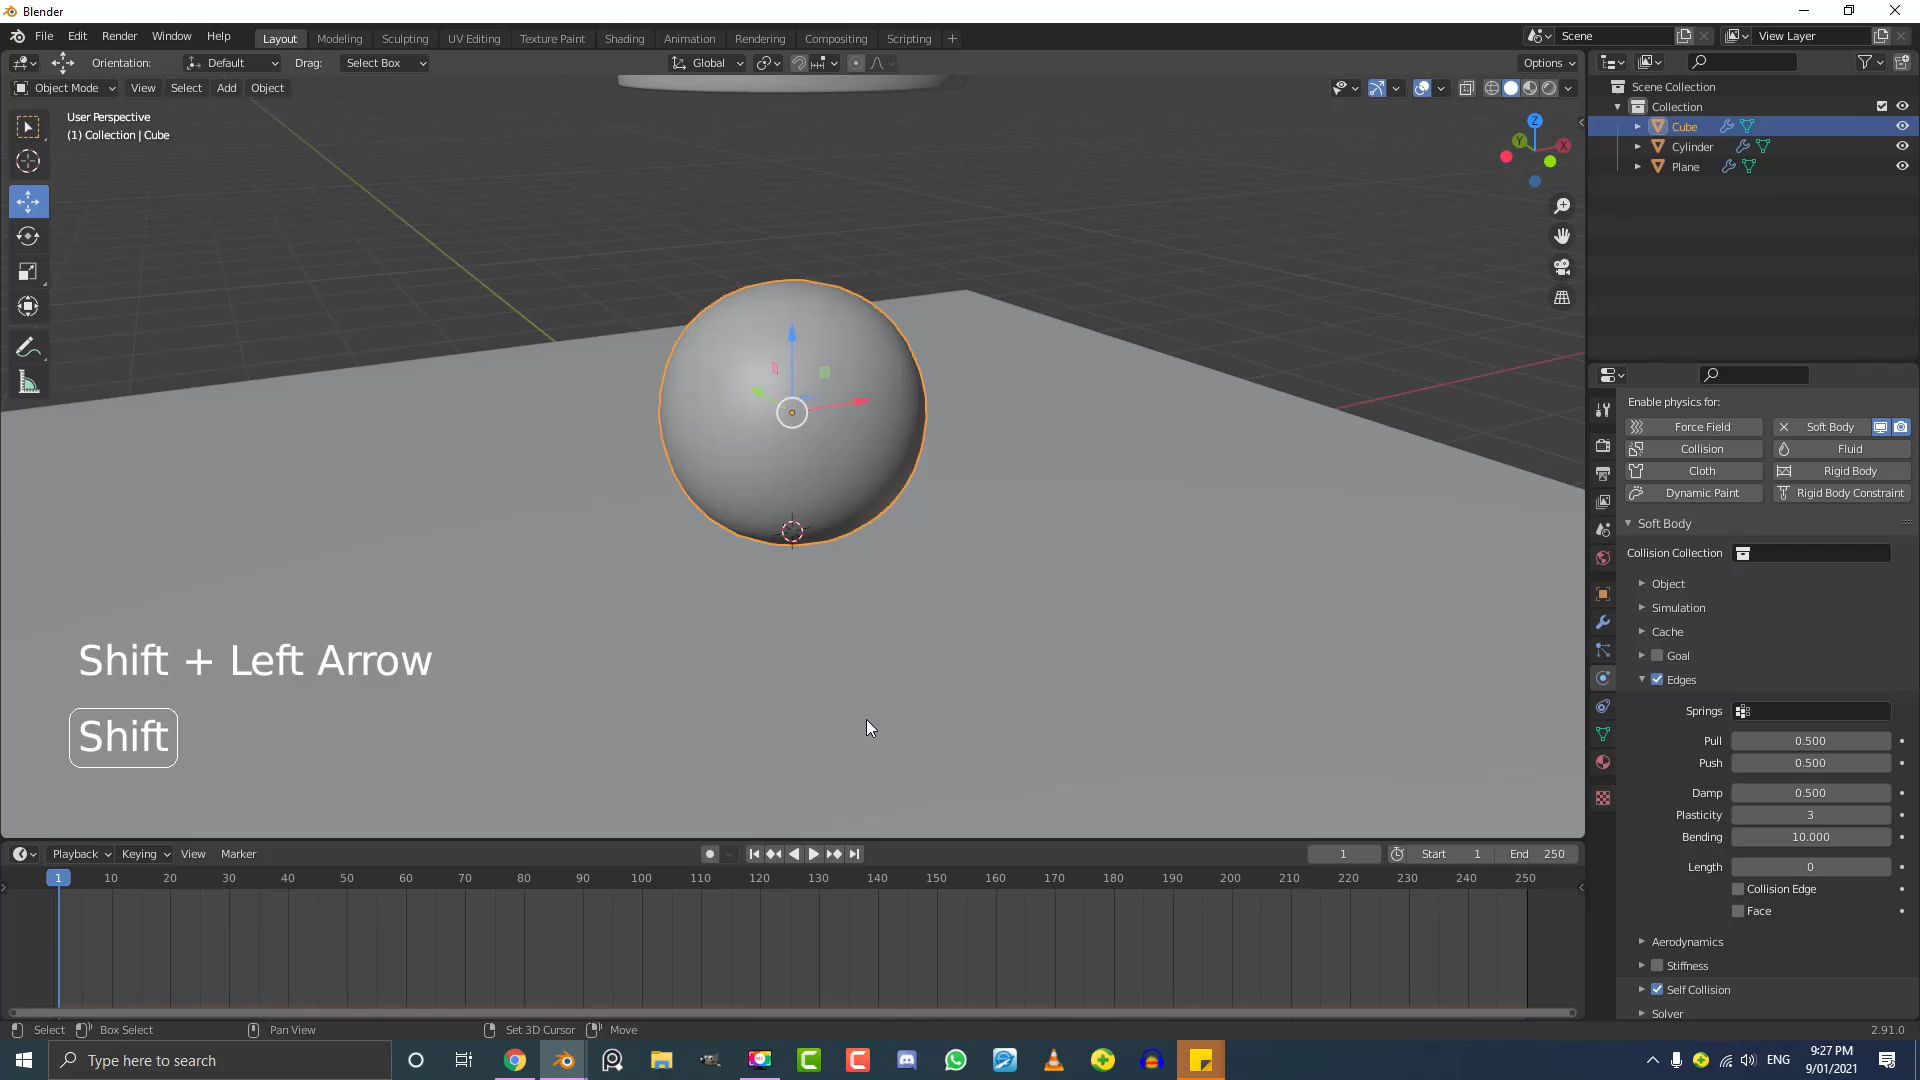 Blender
File Edit Render Window Help
Layout Modeling Sculpting UV Editing Texture Paint Shading Animation Rendering Compositing Scripting +
Scene
View Layer
Orientation: Default Drag: Select Box
Global
Options
Object Mode View Select Add Object
User Perspective
(1) Collection | Cube
Z
Y
X
Scene Collection
Collection
Cube
Cylinder
Plane
Enable physics for:
Force Field Soft Body
Collision Fluid
Cloth Rigid Body
Dynamic Paint Rigid Body Constraint
Soft Body
Collision Collection
Object
Simulation
Cache
Goal
Edges
Springs
Pull 0.500
Push 0.500
Damp 0.500
Plasticity 3
Bending 10.000
Length 0
Collision Edge
Face
Aerodynamics
Stiffness
Self Collision
Solver
Shift + Left Arrow
Shift
Playback Keying View Marker
1 Start 1 End 250
1 10 20 30 40 50 60 70 80 90 100 110 120 130 140 150 160 170 180 190 200 210 220 230 240 250
Select Box Select Pan View Set 3D Cursor Move 2.91.0
Type here to search
ENG
9:27 PM
9/01/2021